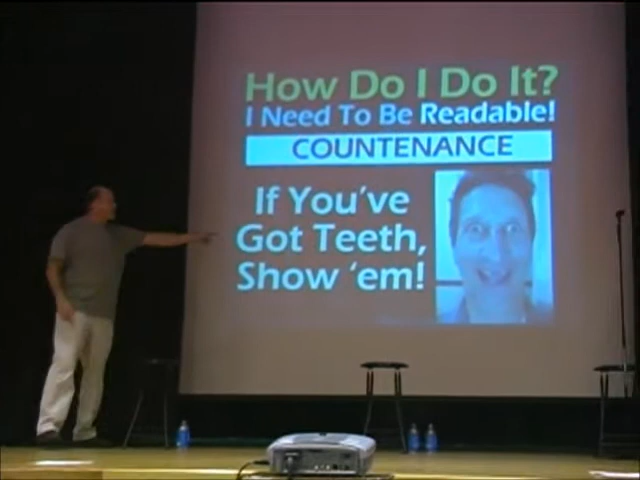 How Do I Do It?
I Need To Be Readable!
COUNTENANCE
If You've
Got Teeth,
Show 'em!